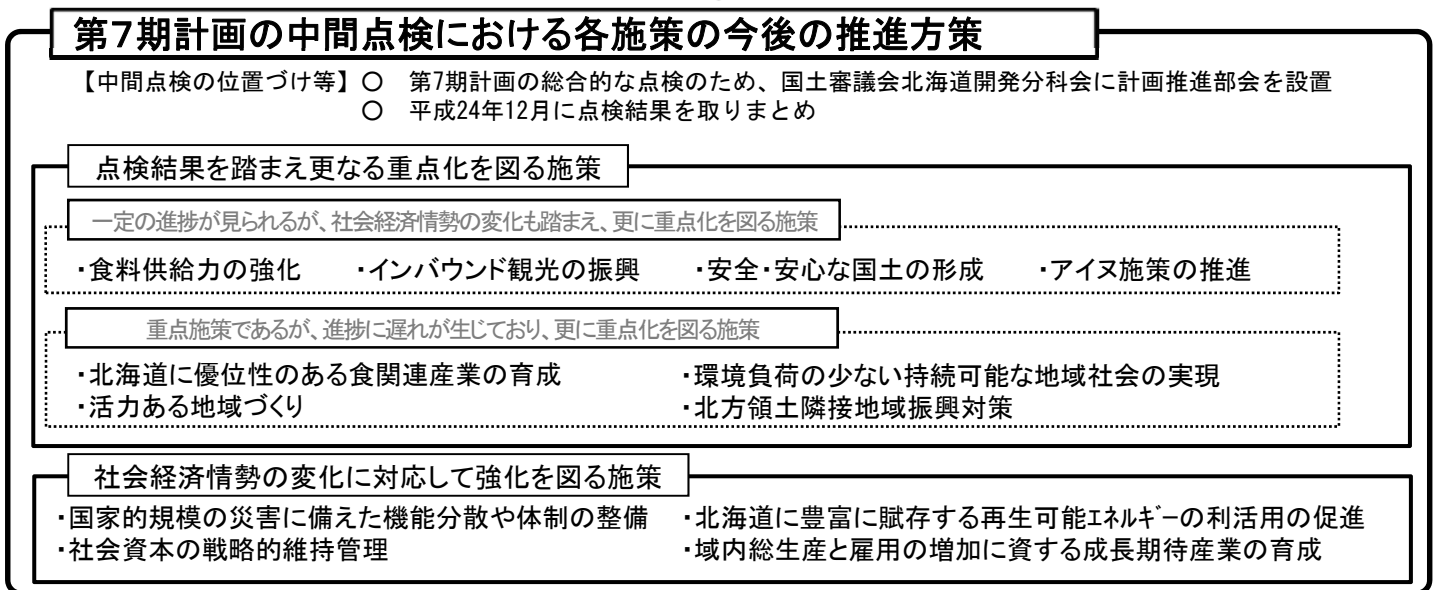 第7期計画の中間点検における各施策の今後の推進方策
【中間点検の位置づけ等】 〇 第7期計画の総合的な点検のため、国土審議会北海道開発分科会に計画推進部会を設置
〇 平成24年12月に点検結果を取りまとめ
点検結果を踏まえ更なる重点化を図る施策
一定の進捗が見られるが、社会経済情勢の変化も踏まえ、更に重点化を図る施策
・食料供給力の強化 ・インバウンド観光の振興 ・安全・安心な国土の形成 ・アイヌ施策の推進
重点施策であるが、進捗に遅れが生じており、更に重点化を図る施策
・北海道に優位性のある食関連産業の育成 ・環境負荷の少ない持続可能な地域社会の実現
・活力ある地域づくり ・北方領土隣接地域振興対策
社会経済情勢の変化に対応して強化を図る施策
・国家的規模の災害に備えた機能分散や体制の整備 ・北海道に豊富に賦存する再生可能ｴﾈﾙｷﾞｰの利活用の促進
・社会資本の戦略的維持管理 ・域内総生産と雇用の増加に資する成長期待産業の育成